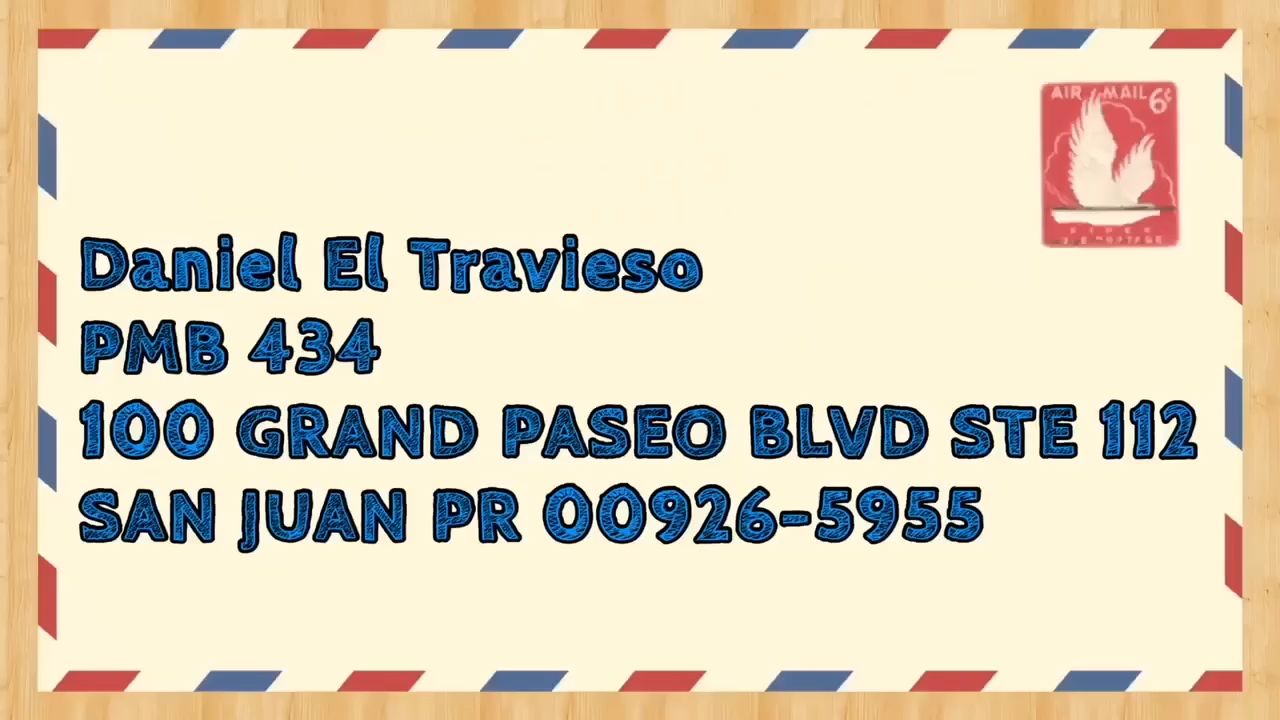 AIR MAIL 6¢
Daniel El Travieso
PMB 434
100 GRAND PASEO BLVD STE 112
SAN JUAN PR 00926-5955